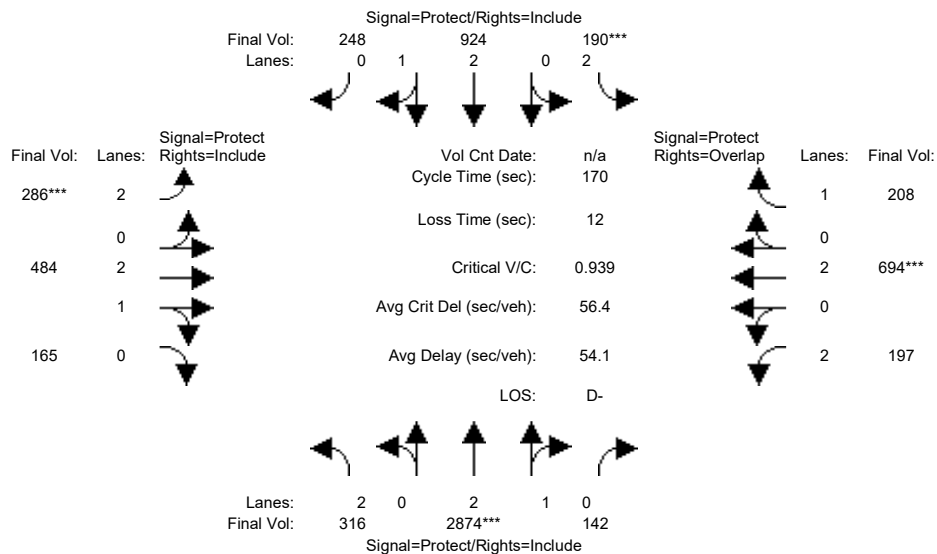 Signal=Protect/Rights=Include
Final Vol: 248 924 190***
Lanes: 0 1 2 0 2
Signal=Protect
Final Vol: Lanes: Rights=Include
Vol Cnt Date: n/a
Signal=Protect
Rights=Overlap Lanes: Final Vol:
Cycle Time (sec): 170
286*** 2
1 208
Loss Time (sec): 12
0
0
484 2
Critical V/C: 0.939
2 694***
1
Avg Crit Del (sec/veh): 56.4
0
165 0
Avg Delay (sec/veh): 54.1
2 197
LOS: D-
Lanes: 2 0 2 1 0
Final Vol: 316 2874*** 142
Signal=Protect/Rights=Include